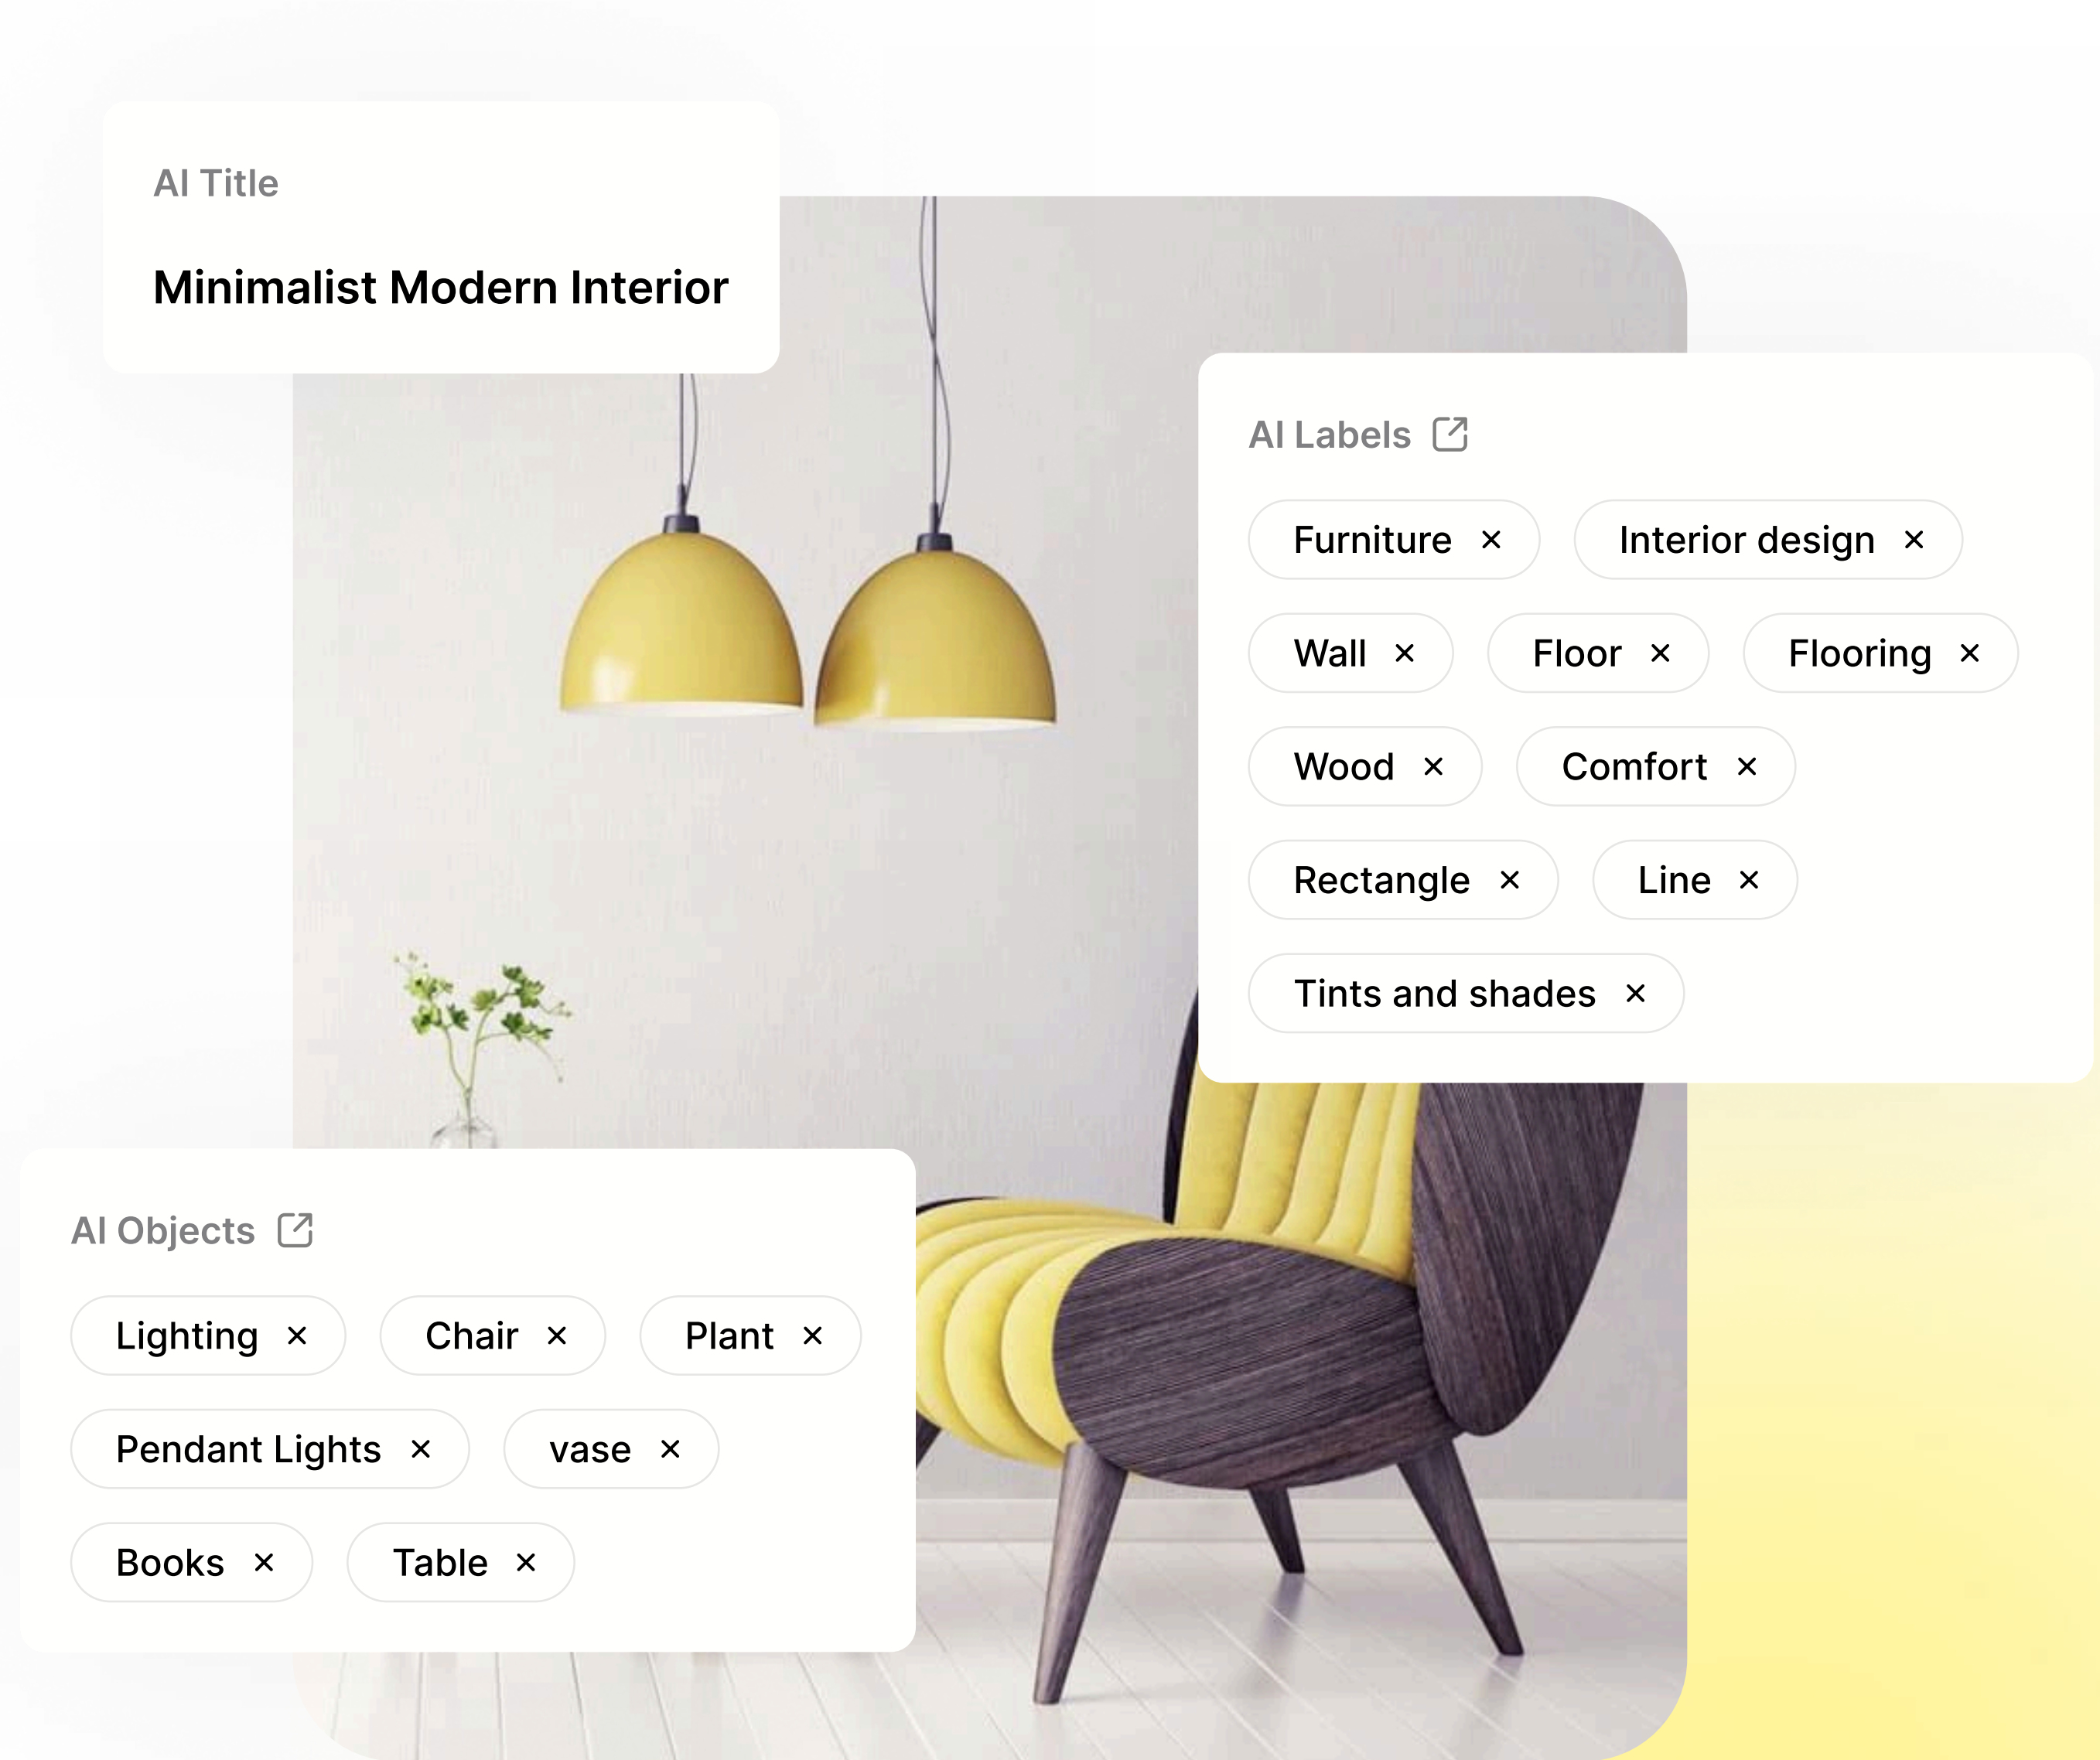 AI Title
Minimalist Modern Interior
AI Labels
Furniture × Interior design ×
Wall × Floor × Flooring ×
Wood × Comfort ×
Rectangle × Line ×
Tints and shades ×
AI Objects
Lighting × Chair × Plant ×
Pendant Lights × vase ×
Books × Table ×